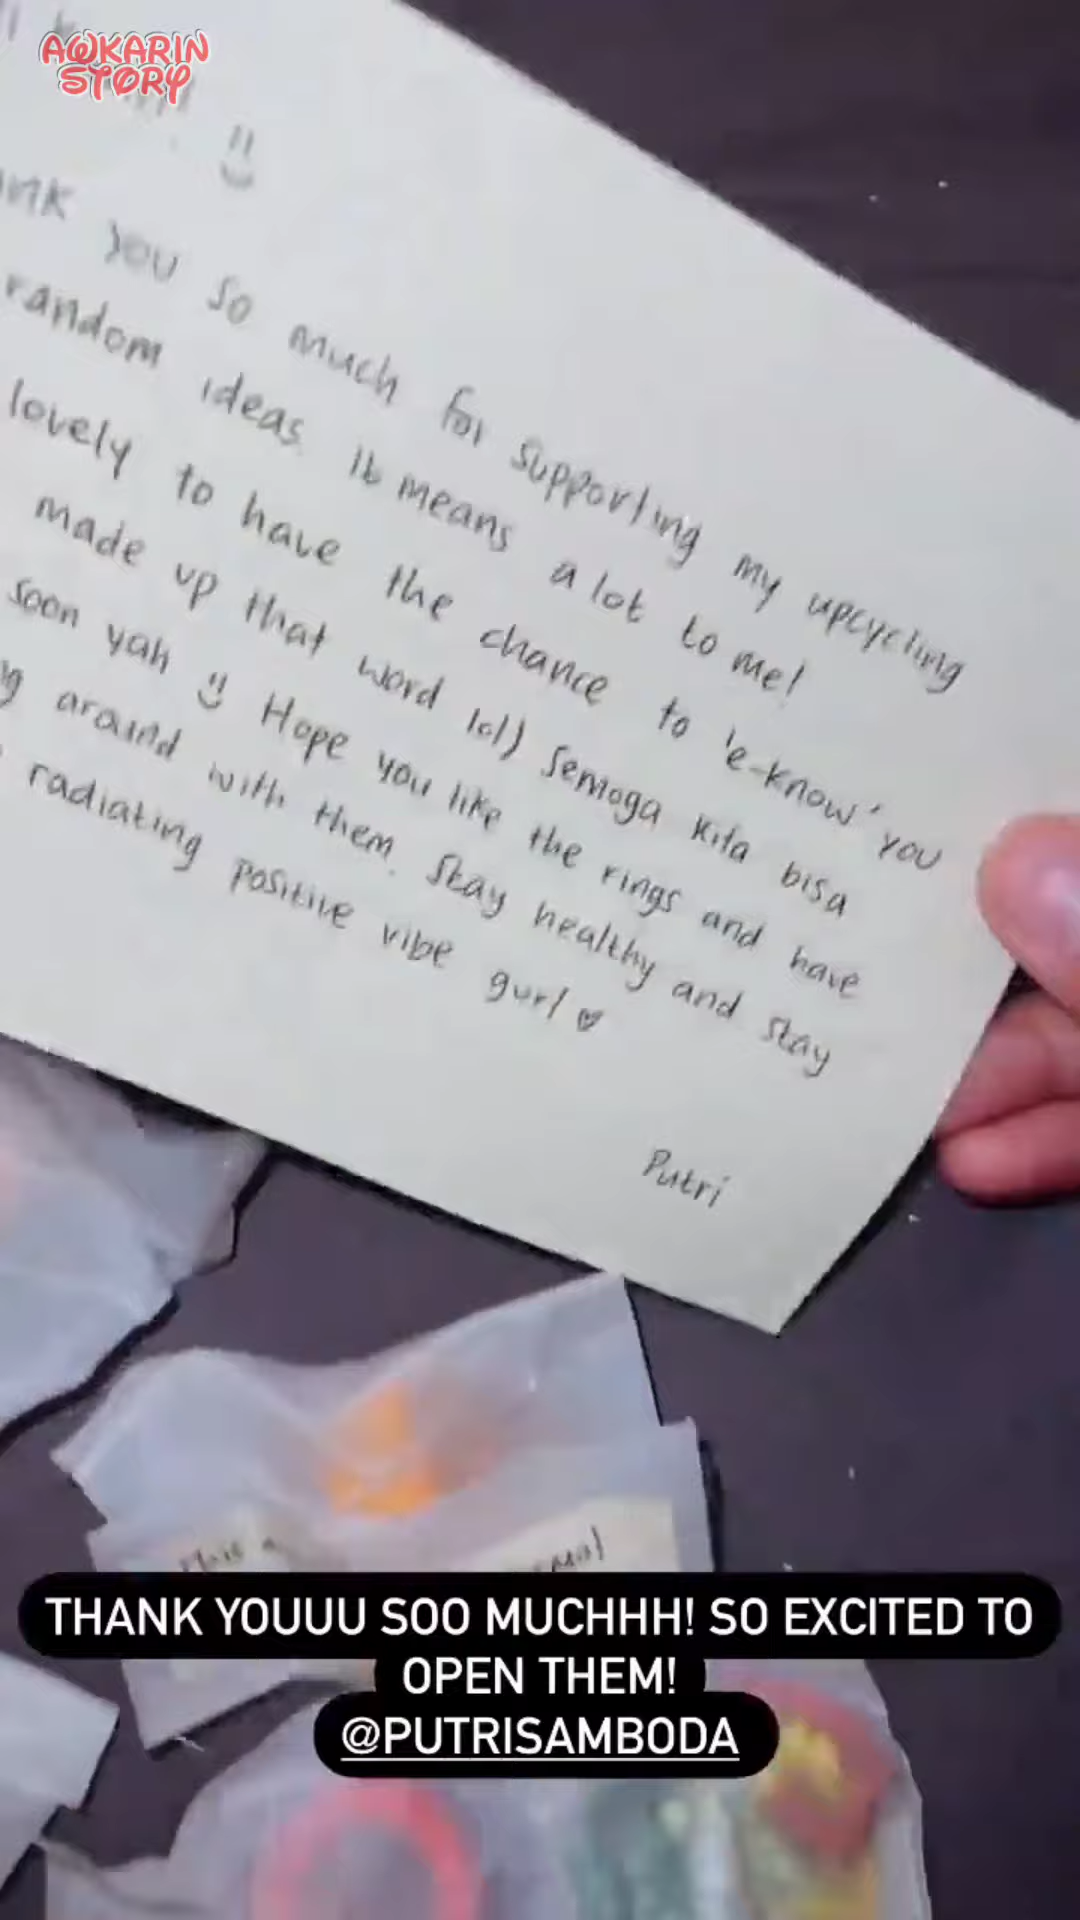 AWKARIN
STORY
YOU so much for supporting my upcycling
random ideas. It means a lot to me!
lovely to have the chance to 'e-know' you
made up that word lol) Semoga kita bisa
soon yah Hope you like the rings and have
around with them. Stay healthy and stay
radiating positive vibe gurl ♡
Putri
THANK YOUUU SOO MUCHHH! SO EXCITED TO
OPEN THEM!
@PUTRISAMBODA